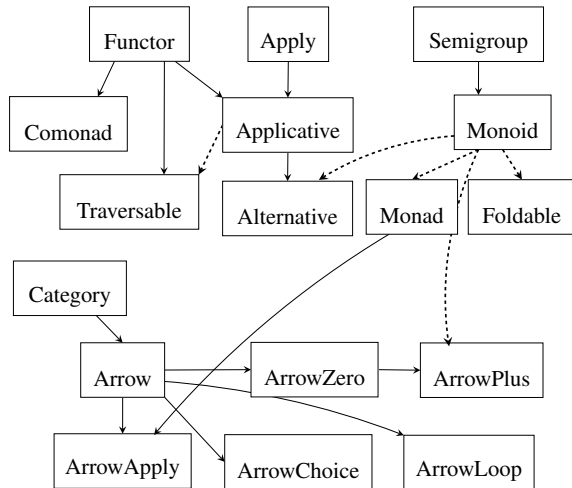 Functor
Apply
Semigroup
Comonad
Applicative
Monoid
Traversable
Alternative
Monad
Foldable
Category
Arrow
ArrowZero
ArrowPlus
ArrowApply
ArrowChoice
ArrowLoop